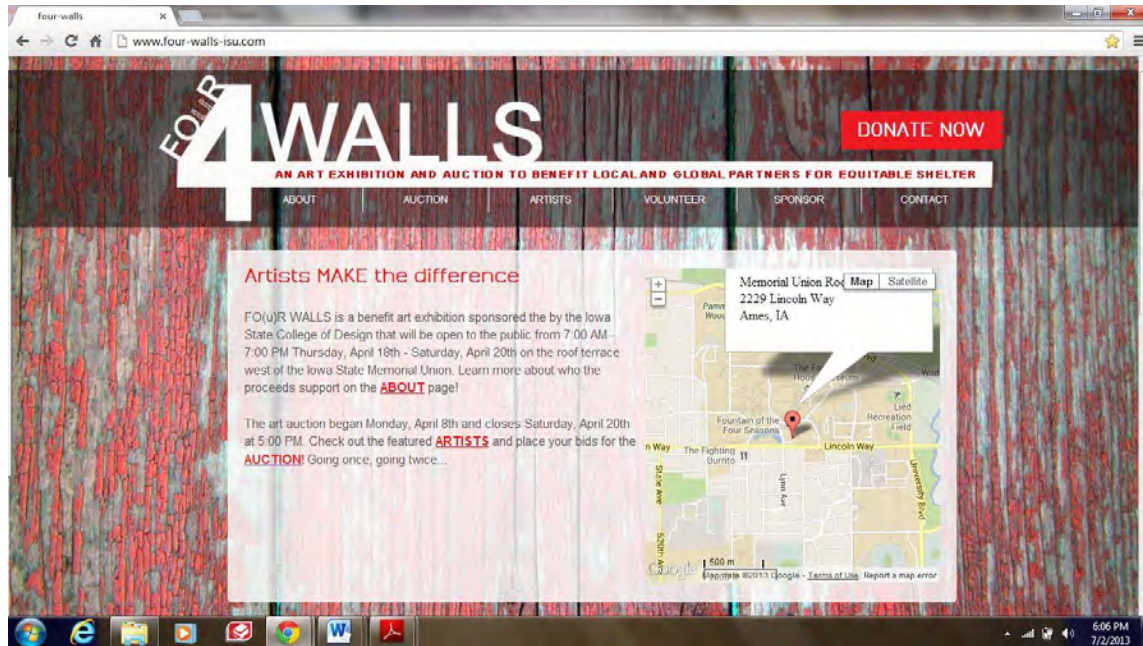 four-walls
www.four-walls-isu.com
FO(u)R
4WALLS
DONATE NOW
AN ART EXHIBITION AND AUCTION TO BENEFIT LOCAL AND GLOBAL PARTNERS FOR EQUITABLE SHELTER
ABOUT AUCTION ARTISTS VOLUNTEER SPONSOR CONTACT
Artists MAKE the difference
FO(u)R WALLS is a benefit art exhibition sponsored the by the Iowa
State College of Design that will be open to the public from 7:00 AM -
7:00 PM Thursday, April 18th - Saturday, April 20th on the roof terrace
west of the Iowa State Memorial Union. Learn more about who the
proceeds support on the ABOUT page!
The art auction began Monday, April 8th and closes Saturday, April 20th
at 5:00 PM. Check out the featured ARTISTS and place your bids for the
AUCTION! Going once, going twice...
Memorial Union
2229 Lincoln Way
Ames, IA
Map Satellite
Lied
Recreation
Field
Fountain of the
Four Seasons
n Way
The Fighting
Burrito
Lincoln Way
State Ave
Lynn Ave
University Blvd
520th Ave
500 m
Google
Map data ©2013 Google - Terms of Use Report a map error
6:06 PM
7/2/2013